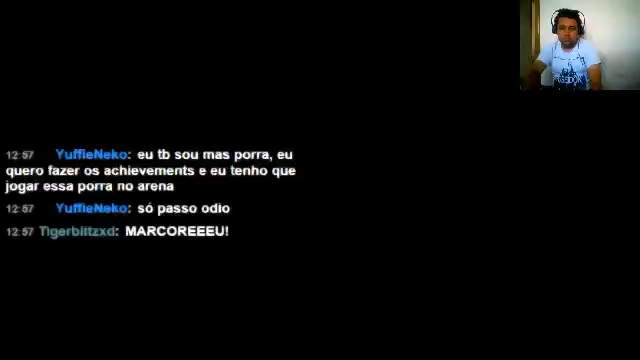 12:57 YuffieNeko: eu tb sou mas porra, eu
quero fazer os achievements e eu tenho que
jogar essa porra no arena
12:57 YuffieNeko: só passo odio
12:57 Tigerblitzxd: MARCOREEEU!